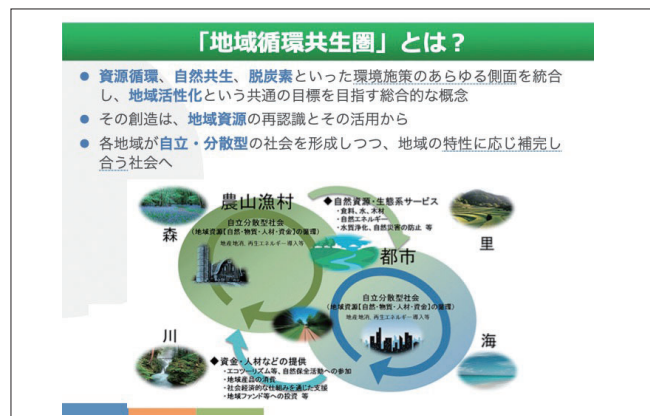 「地域循環共生圏」とは？
● 資源循環、自然共生、脱炭素といった環境施策のあらゆる側面を統合
し、地域活性化という共通の目標を目指す総合的な概念
● その創造は、地域資源の再認識とその活用から
● 各地域が自立・分散型の社会を形成しつつ、地域の特性に応じ補完し
合う社会へ
農山漁村
森
自立分散型社会
(地域資源【自然・物質・人材・資金】の循環)
地産地消、再生エネルギー導入等
◆自然資源・生態系サービス
・食料、水、木材
・自然エネルギー
・水質浄化、自然災害の防止 等
里
都市
自立分散型社会
(地域資源【自然・物質・人材・資金】の循環)
地産地消、再生エネルギー導入等
川
海
◆資金・人材などの提供
・エコツーリズム等、自然保全活動への参加
・地域産品の消費
・社会経済的な仕組みを通じた支援
・地域ファンド等への投資 等